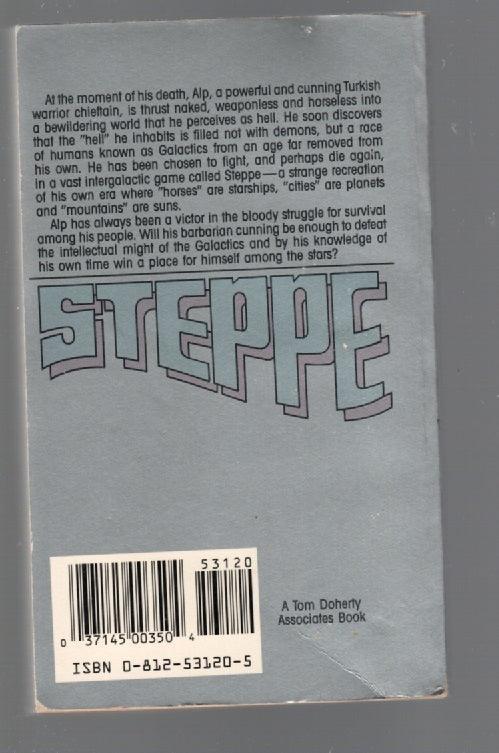 At the moment of his death, Alp, a powerful and cunning Turkish
warrior chieftain, is thrust naked, weaponless and horseless into
a bewildering world that he perceives as hell. He soon discovers
that the "hell" he inhabits is filled not with demons, but a race
of humans known as Galactics from an age far removed from
his own. He has been chosen to fight, and perhaps die again,
in a vast intergalactic game called Steppe—a strange recreation
of his own era where "horses" are starships, "cities" are planets
and "mountains" are suns.
Alp has always been a victor in the bloody struggle for survival
among his people. Will his barbarian cunning be enough to defeat
the intellectual might of the Galactics and by his knowledge of
his own time win a place for himself among the stars?
STEPPE
53120
0 37145 00350 4
ISBN 0-812-53120-5
A Tom Doherty
Associates Book